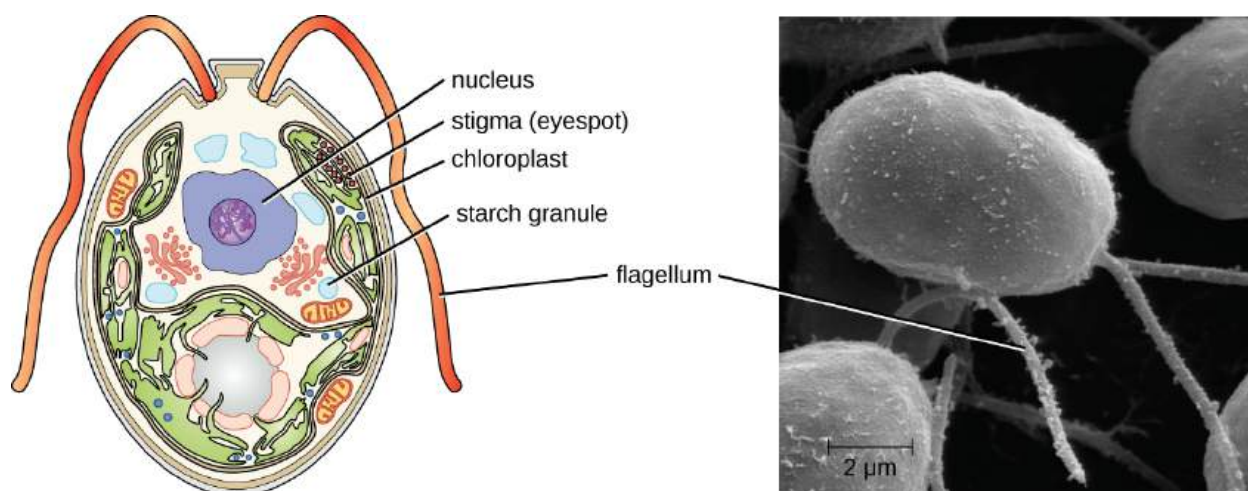 nucleus
stigma (eyespot)
chloroplast
starch granule
flagellum
2 μm